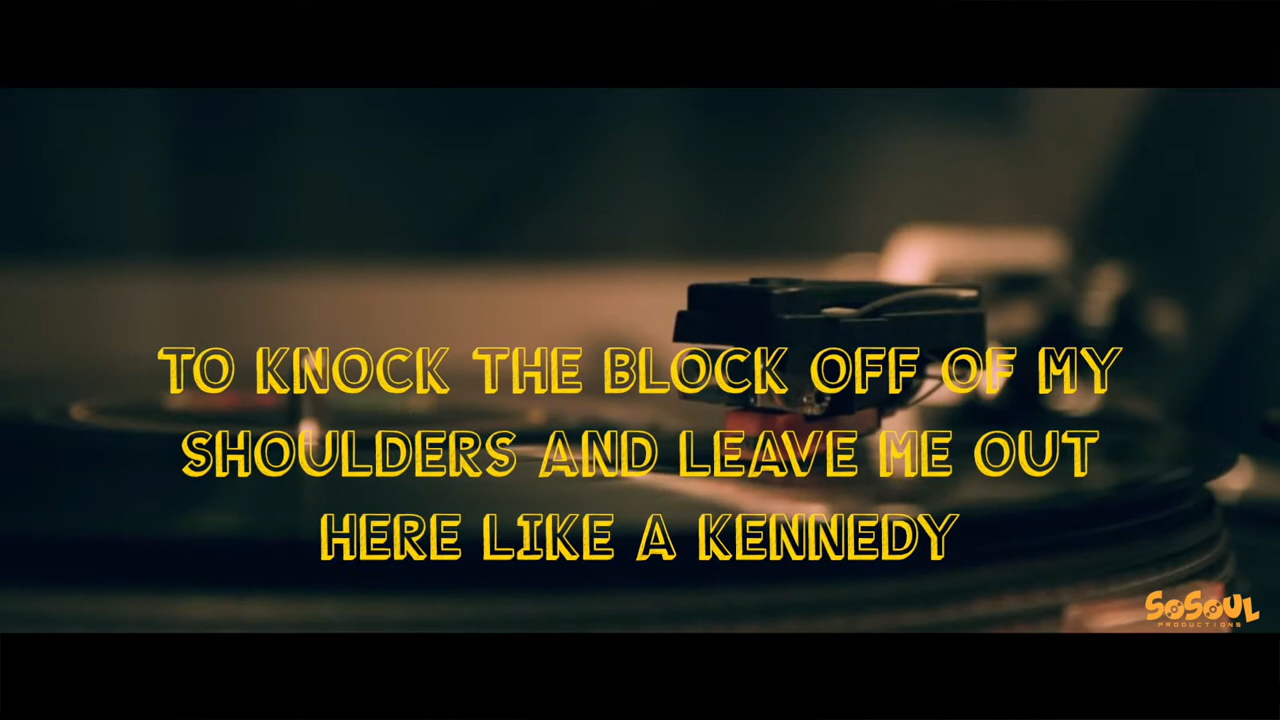 TO KNOCK THE BLOCK OFF OF MY
SHOULDERS AND LEAVE ME OUT
HERE LIKE A KENNEDY
SOSOUL
PRODUCTIONS